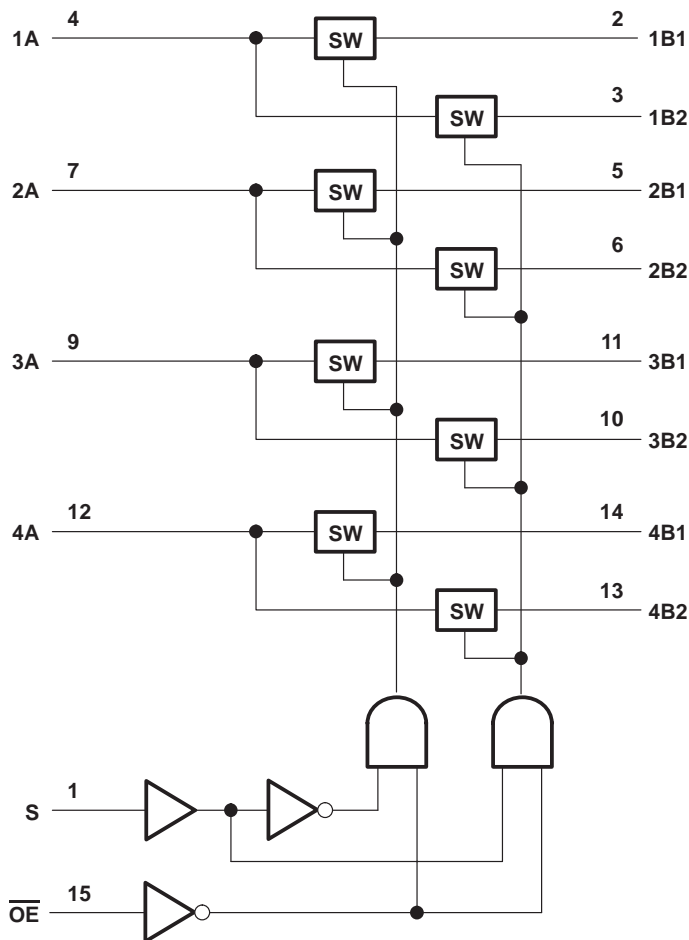 1A 4 SW 2 1B1
SW 3 1B2
2A 7 SW 5 2B1
SW 6 2B2
3A 9 SW 11 3B1
SW 10 3B2
4A 12 SW 14 4B1
SW 13 4B2
S 1
O̅E̅ 15